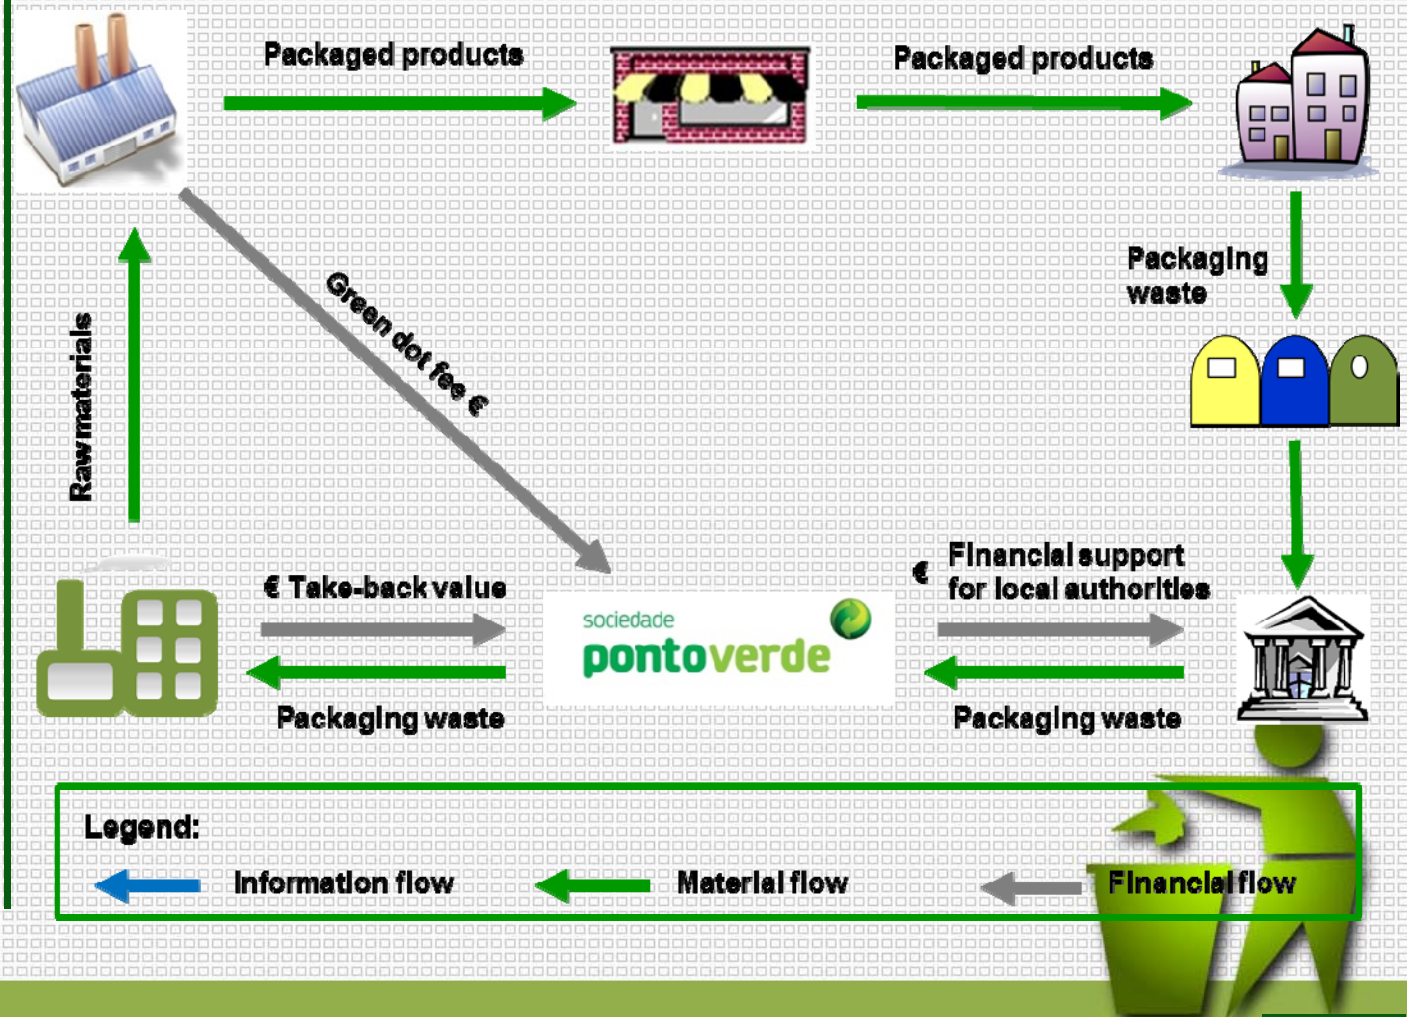 Packaged products
Packaged products
Packaging
waste
Green dot fee €
Raw materials
€ Take-back value
€ Financial support
for local authorities
sociedade
pontoverde
Packaging waste
Packaging waste
Legend:
Information flow
Material flow
Financial flow